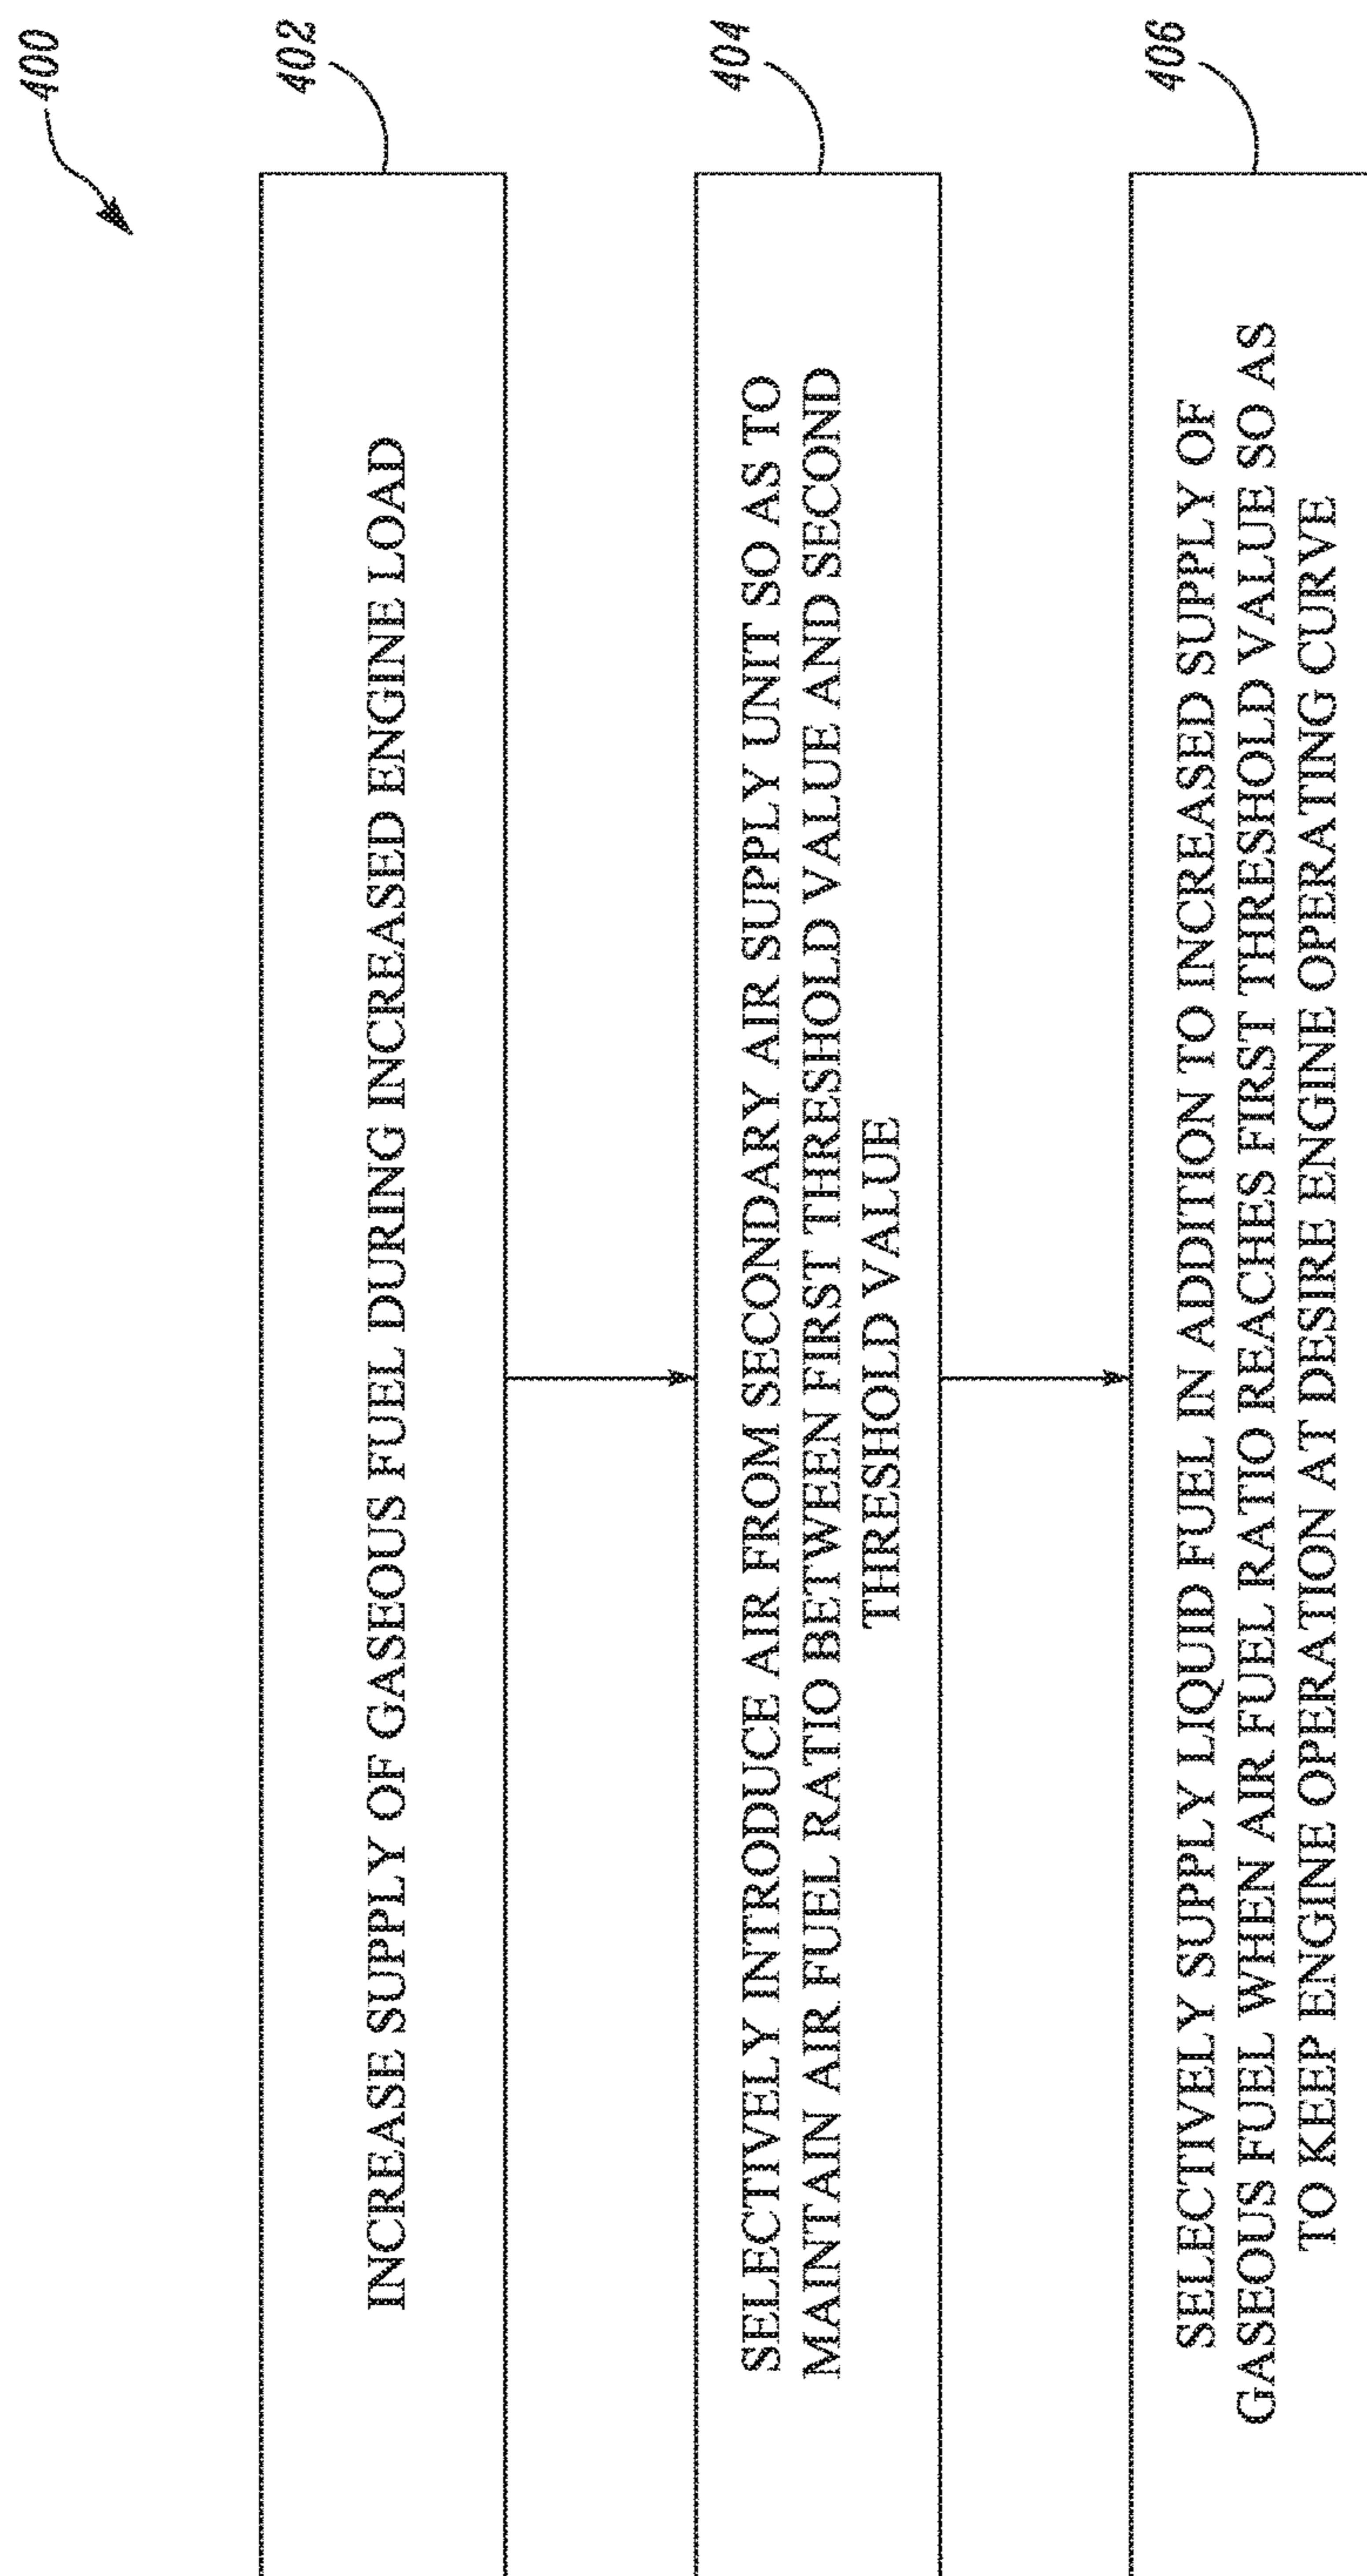 400
402
INCREASE SUPPLY OF GASEOUS FUEL DURING INCREASED ENGINE LOAD
404
SELECTIVELY INTRODUCE AIR FROM SECONDARY AIR SUPPLY UNIT SO AS TO
MAINTAIN AIR FUEL RATIO BETWEEN FIRST THRESHOLD VALUE AND SECOND
THRESHOLD VALUE
406
SELECTIVELY SUPPLY LIQUID FUEL IN ADDITION TO INCREASED SUPPLY OF
GASEOUS FUEL WHEN AIR FUEL RATIO REACHES FIRST THRESHOLD VALUE SO AS
TO KEEP ENGINE OPERATION AT DESIRE ENGINE OPERATING CURVE